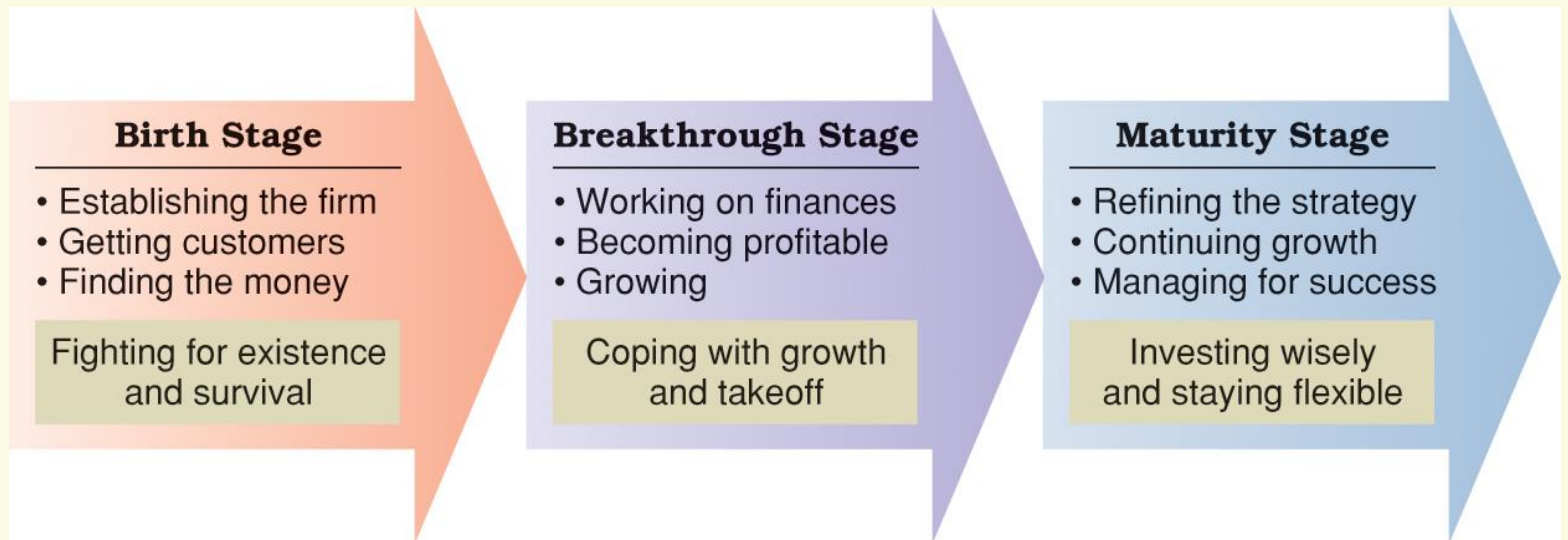 Birth Stage
• Establishing the firm
• Getting customers
• Finding the money
Fighting for existence
and survival
Breakthrough Stage
• Working on finances
• Becoming profitable
• Growing
Coping with growth
and takeoff
Maturity Stage
• Refining the strategy
• Continuing growth
• Managing for success
Investing wisely
and staying flexible